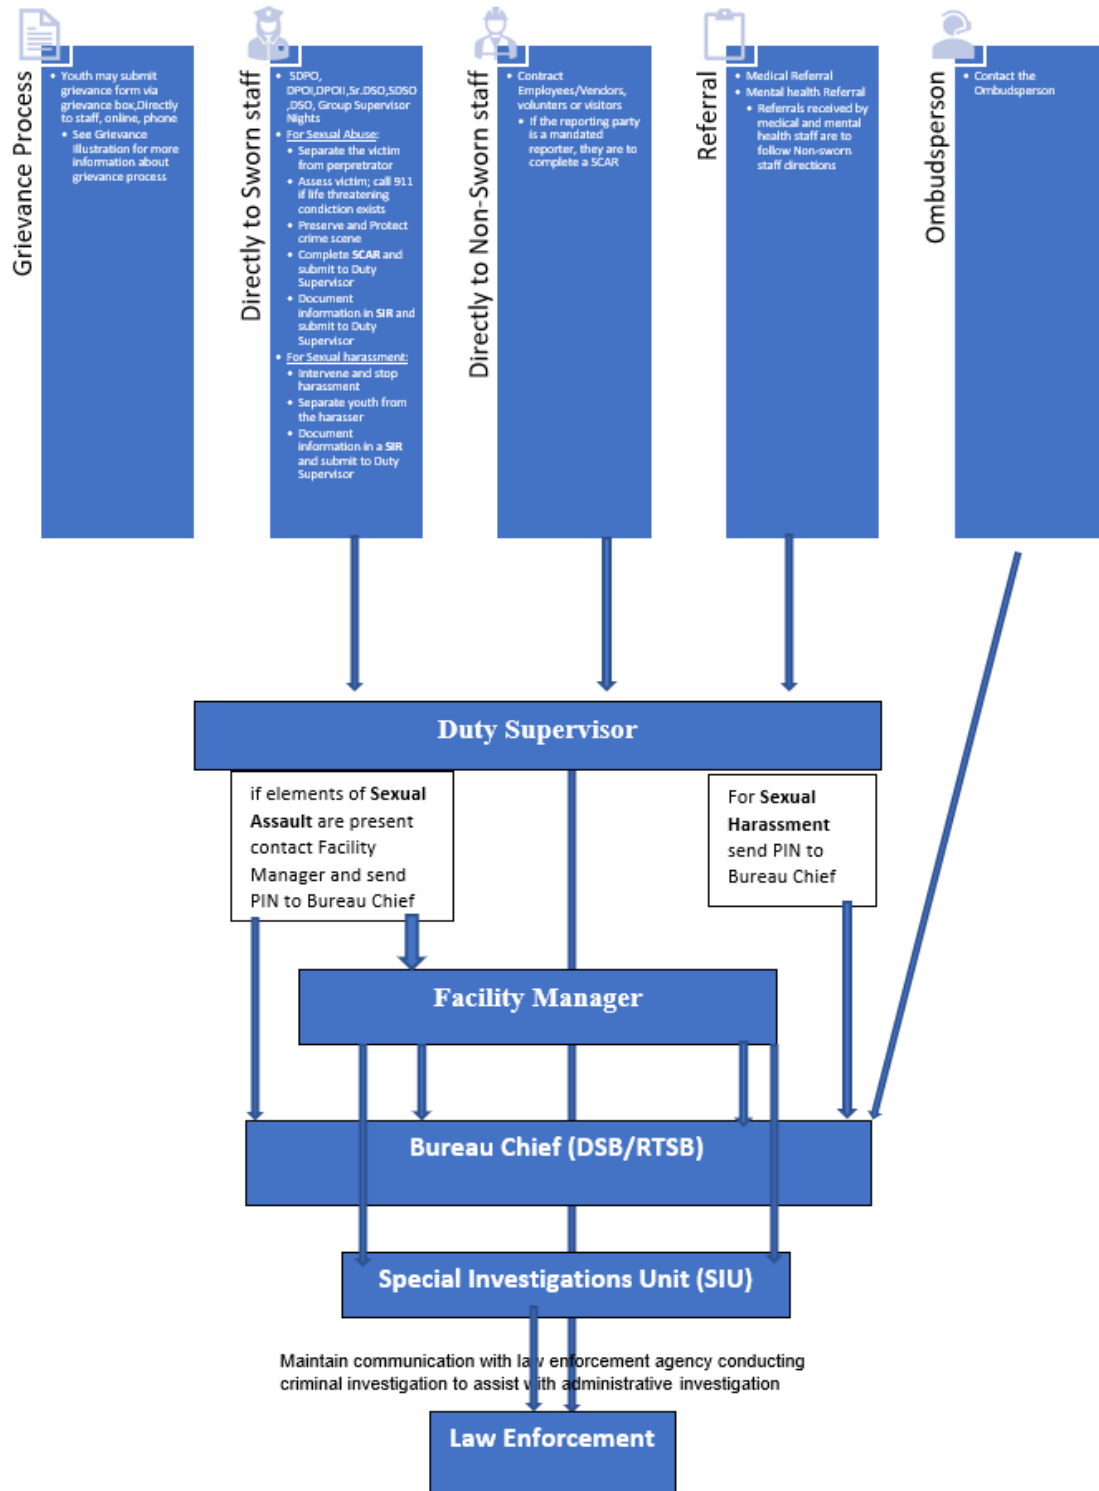 Grievance Process
• Youth may submit
grievance form via
grievance box,Directly
to staff, online, phone
• See Grievance
Illustration for more
information about
grievance process
Directly to Sworn staff
• SDPO,
DPOI,DPOII,Sr.DSO,SDSO
,DSO, Group Supervisor
Nights
• For Sexual Abuse:
• Separate the victim
from perpretrator
• Assess victim; call 911
if life threatening
condiction exists
• Preserve and Protect
crime scene
• Complete SCAR and
submit to Duty
Supervisor
• Document
information in SIR and
submit to Duty
Supervisor
• For Sexual harassment:
• Intervene and stop
harassment
• Separate youth from
the harasser
• Document
information in a SIR
and submit to Duty
Supervisor
Directly to Non-Sworn staff
• Contract
Employees/Vendors,
volunters or visitors
• If the reporting party
is a mandated
reporter, they are to
complete a SCAR
Referral
• Medical Referral
• Mental health Referral
• Referrals received by
medical and mental
health staff are to
follow Non-sworn
staff directions
Ombudsperson
• Contact the
Ombudsperson
Duty Supervisor
if elements of Sexual
Assault are present
contact Facility
Manager and send
PIN to Bureau Chief
For Sexual
Harassment
send PIN to
Bureau Chief
Facility Manager
Bureau Chief (DSB/RTSB)
Special Investigations Unit (SIU)
Maintain communication with law enforcement agency conducting
criminal investigation to assist with administrative investigation
Law Enforcement